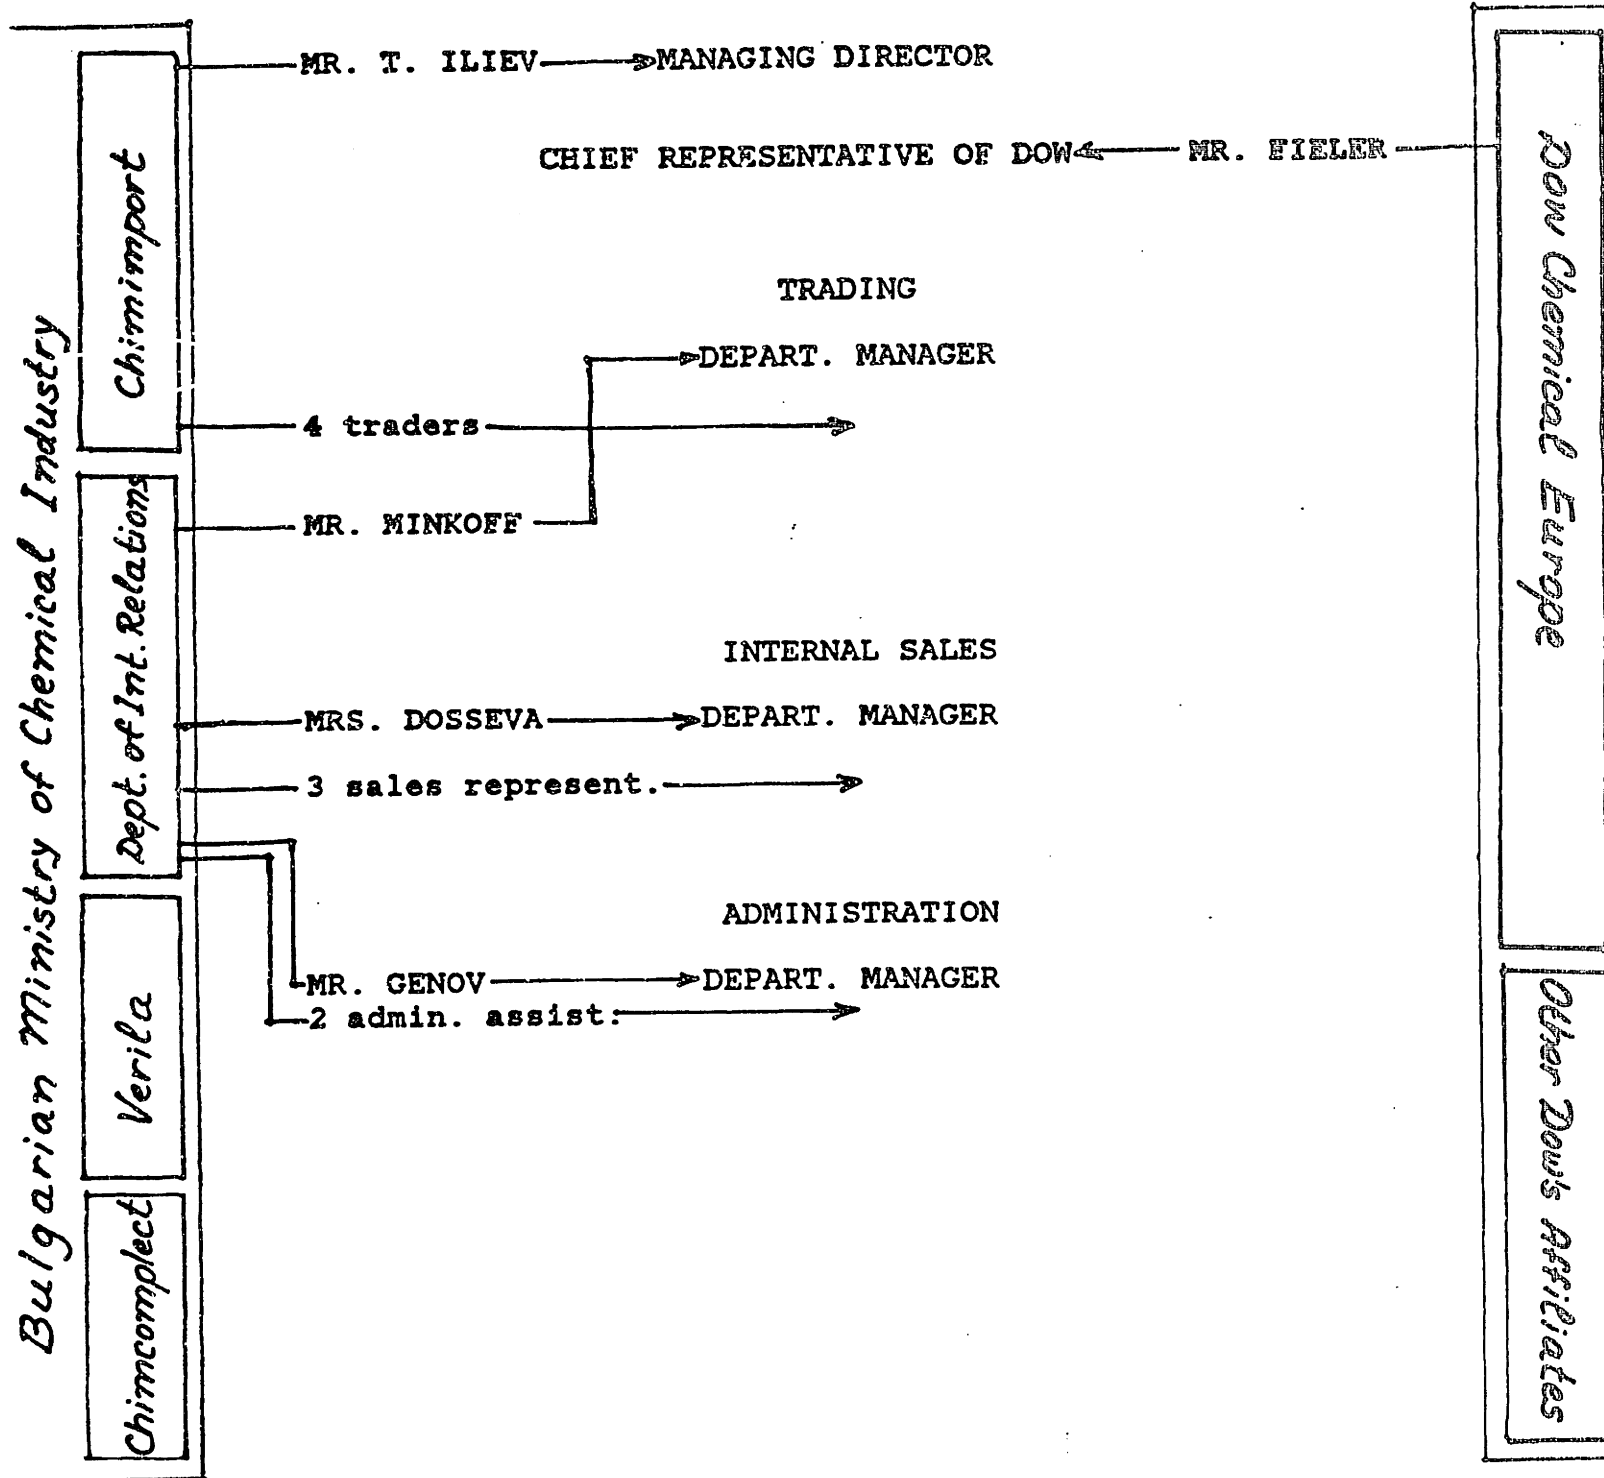 Bulgarian Ministry of Chemical Industry
Chimimport
Dept. of Int. Relations
Verila
Chimcomplect
MR. T. ILIEV MANAGING DIRECTOR
CHIEF REPRESENTATIVE OF DOW MR. FIELER
TRADING
DEPART. MANAGER
4 traders
MR. MINKOFF
INTERNAL SALES
MRS. DOSSEVA DEPART. MANAGER
3 sales represent.
ADMINISTRATION
MR. GENOV DEPART. MANAGER
2 admin. assist.
Dow Chemical Europe
Other Dow's Affiliates